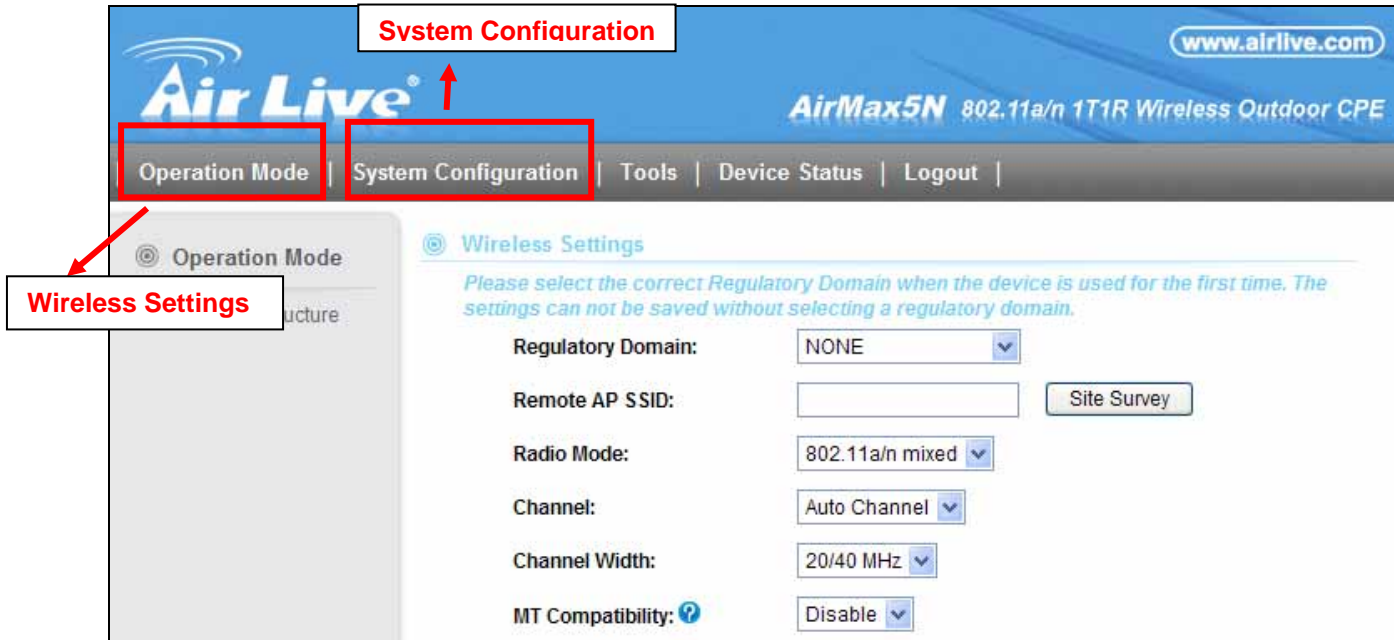 System Configuration
www.airlive.com
Air Live®
AirMax5N 802.11a/n 1T1R Wireless Outdoor CPE
Operation Mode | System Configuration | Tools | Device Status | Logout |
Operation Mode
Wireless Settings
ucture
Wireless Settings
Please select the correct Regulatory Domain when the device is used for the first time. The
settings can not be saved without selecting a regulatory domain.
Regulatory Domain: NONE
Remote AP SSID: Site Survey
Radio Mode: 802.11a/n mixed
Channel: Auto Channel
Channel Width: 20/40 MHz
MT Compatibility: ? Disable